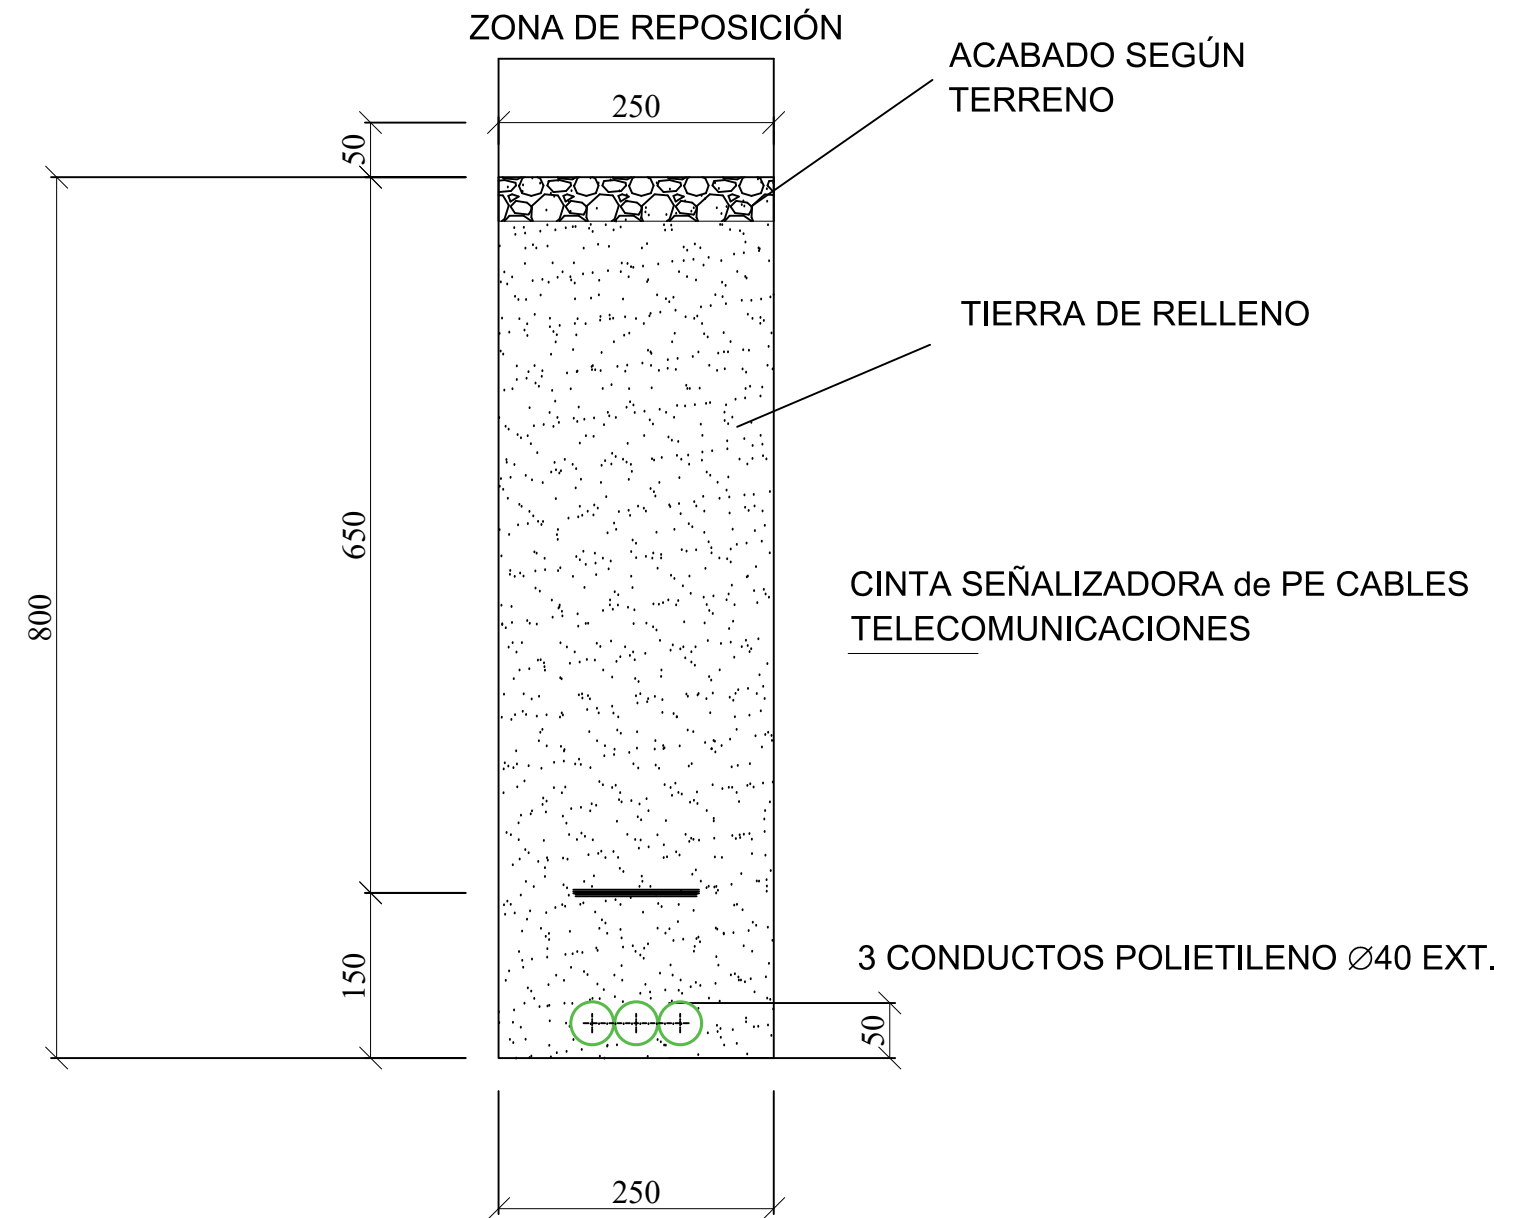 ZONA DE REPOSICIÓN
ACABADO SEGÚN
TERRENO
250
50
TIERRA DE RELLENO
650
CINTA SEÑALIZADORA de PE CABLES
TELECOMUNICACIONES
800
3 CONDUCTOS POLIETILENO ∅40 EXT.
150
50
250